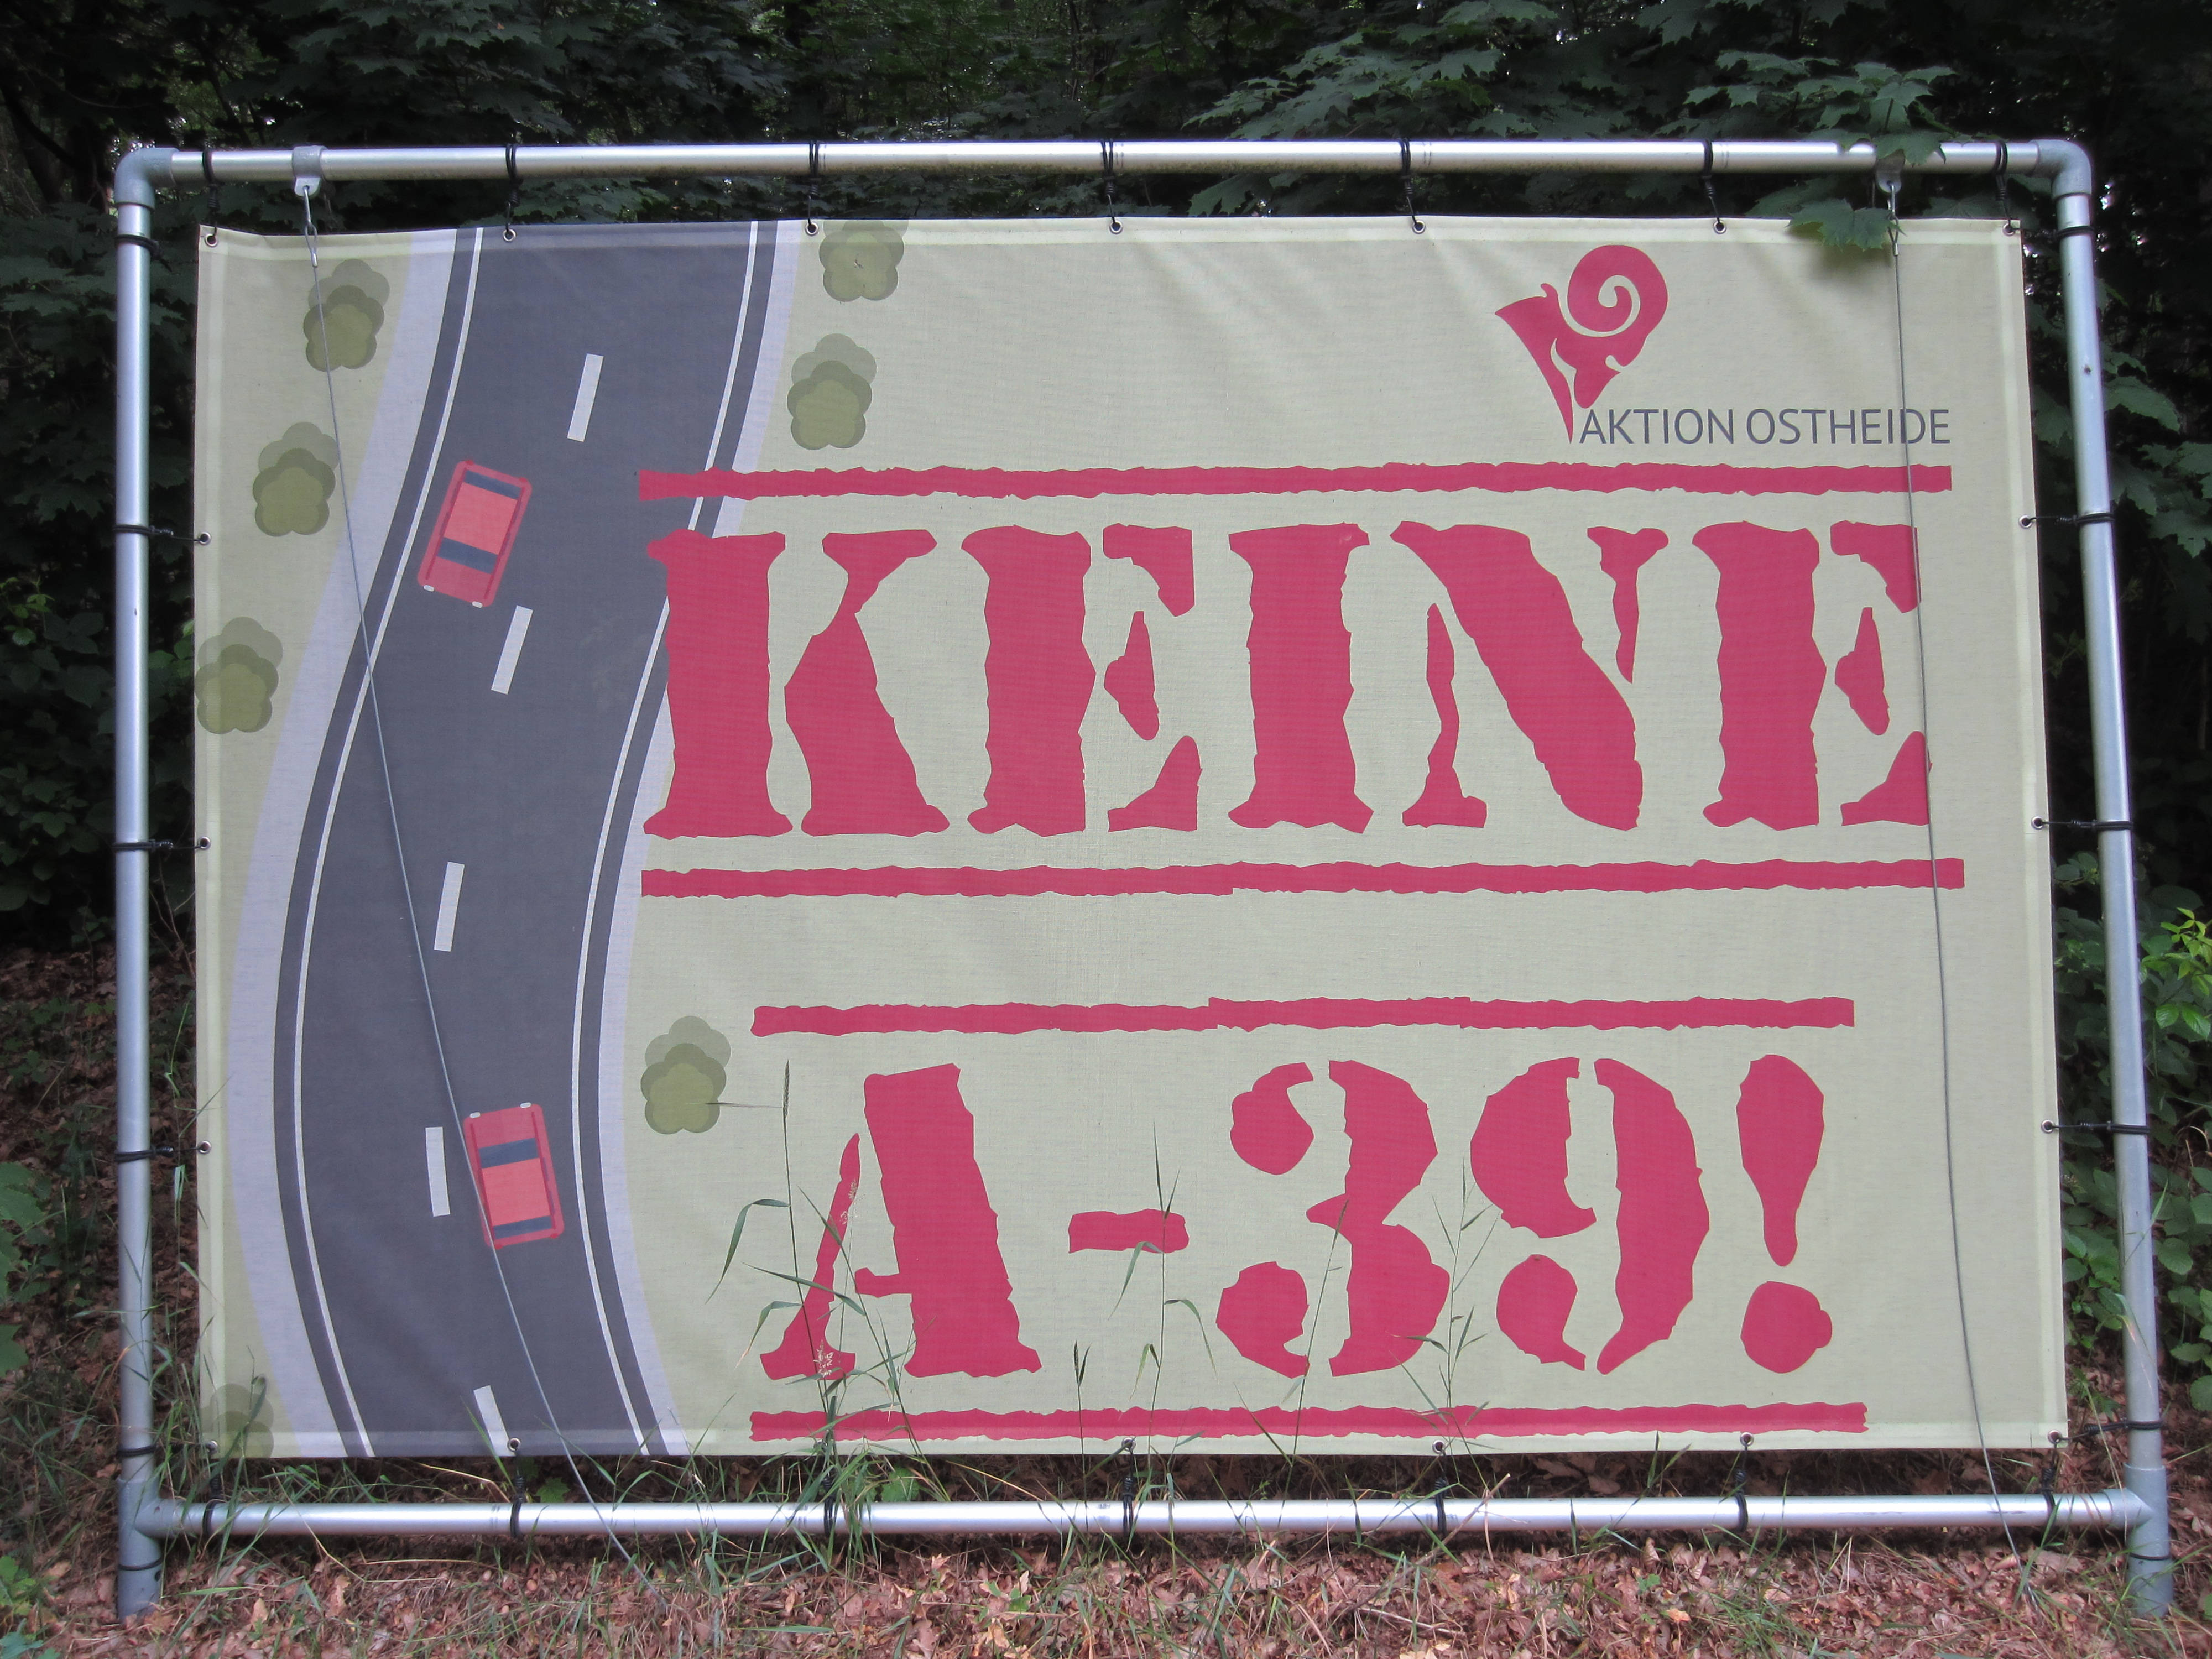 AKTION OSTHEIDE
KEINE
A-39!